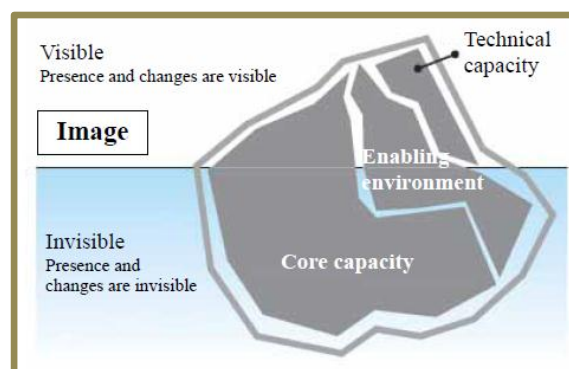 Visible
Presence and changes are visible
Technical
capacity
Image
Enabling
environment
Invisible
Presence and
changes are invisible
Core capacity